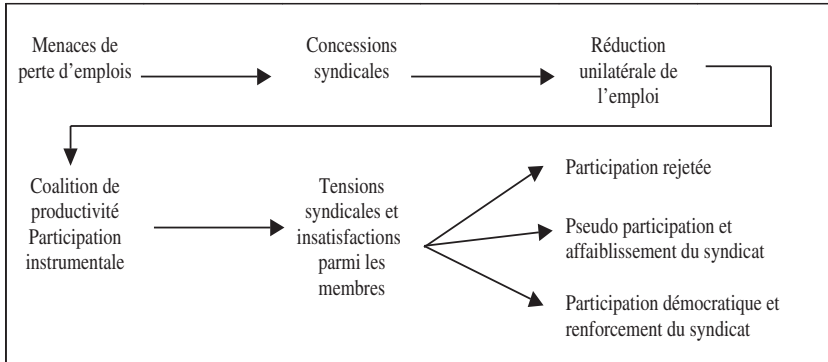 Menaces de
perte d'emplois
Concessions
syndicales
Réduction
unilatérale de
l'emploi
Coalition de
productivité
Participation
instrumentale
Tensions
syndicales et
insatisfactions
parmi les
membres
Participation rejetée
Pseudo participation et
affaiblissement du syndicat
Participation démocratique et
renforcement du syndicat